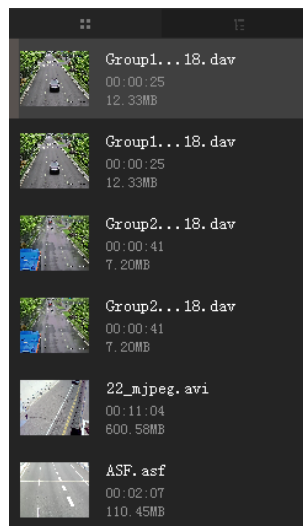 Group1...18.dav
00:00:25
12.33MB
Group1...18.dav
00:00:25
12.33MB
Group2...18.dav
00:00:41
7.20MB
Group2...18.dav
00:00:41
7.20MB
22_mjpeg.avi
00:11:04
600.58MB
ASF.asf
00:02:07
110.45MB